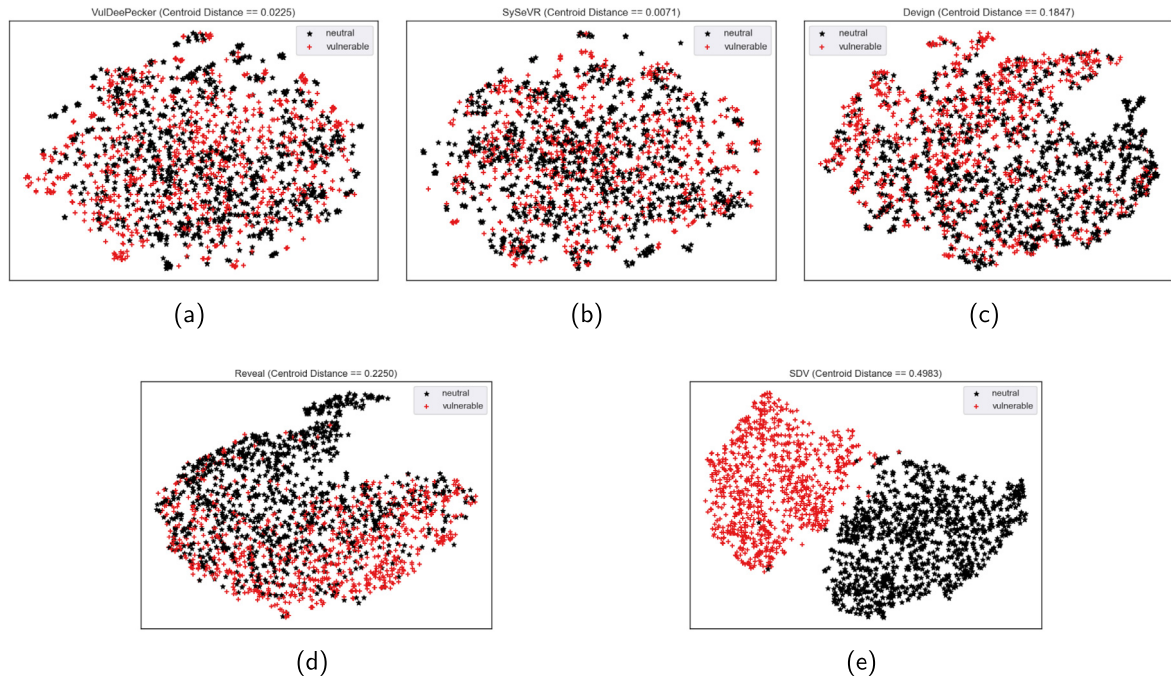 VulDeePecker (Centroid Distance == 0.0225)
neutral
vulnerable
(a)
SySeVR (Centroid Distance == 0.0071)
neutral
vulnerable
(b)
Devign (Centroid Distance == 0.1847)
neutral
vulnerable
(c)
Reveal (Centroid Distance == 0.2250)
neutral
vulnerable
(d)
SDV (Centroid Distance == 0.4983)
neutral
vulnerable
(e)